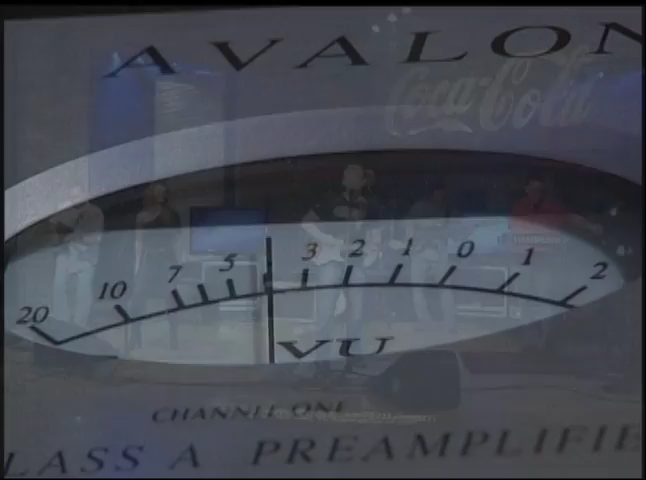 AVALON
Coca-Cola
20 10 7 5 3 2 1 0 1 2
VU
CHANNEL ONE
LASS A PREAMPLIFIE